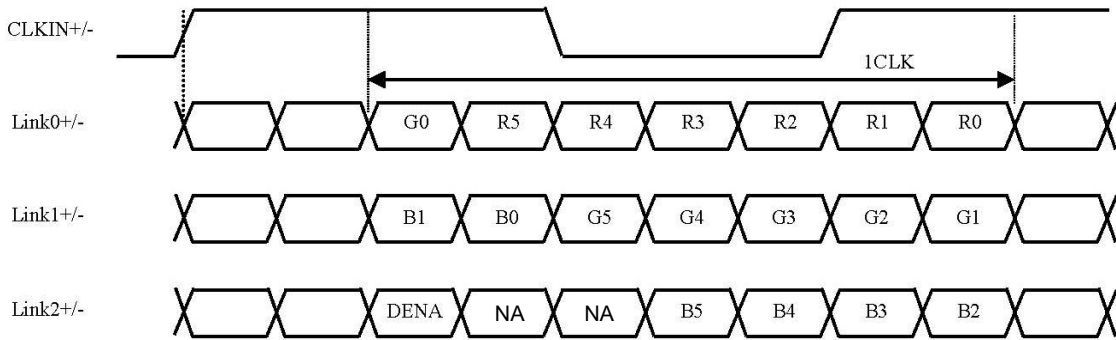 CLKIN+/-
1CLK
Link0+/- G0 R5 R4 R3 R2 R1 R0
Link1+/- B1 B0 G5 G4 G3 G2 G1
Link2+/- DENA NA NA B5 B4 B3 B2